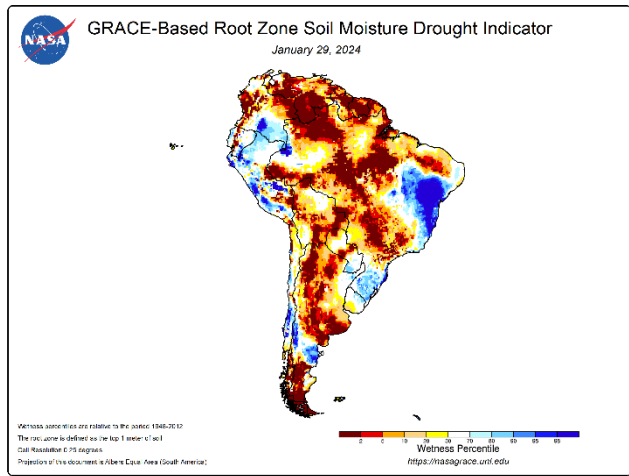 NASA
GRACE-Based Root Zone Soil Moisture Drought Indicator
January 29, 2024
Wetness percentiles are relative to the period 1948-2012
The root zone is defined as the top 1 meter of soil
Cell Resolution 0.25 degrees
Projection of this document is Albers Equal Area (South America)
2 5 10 20 30 70 80 90 95 98
Wetness Percentile
https://nasagrace.unl.edu